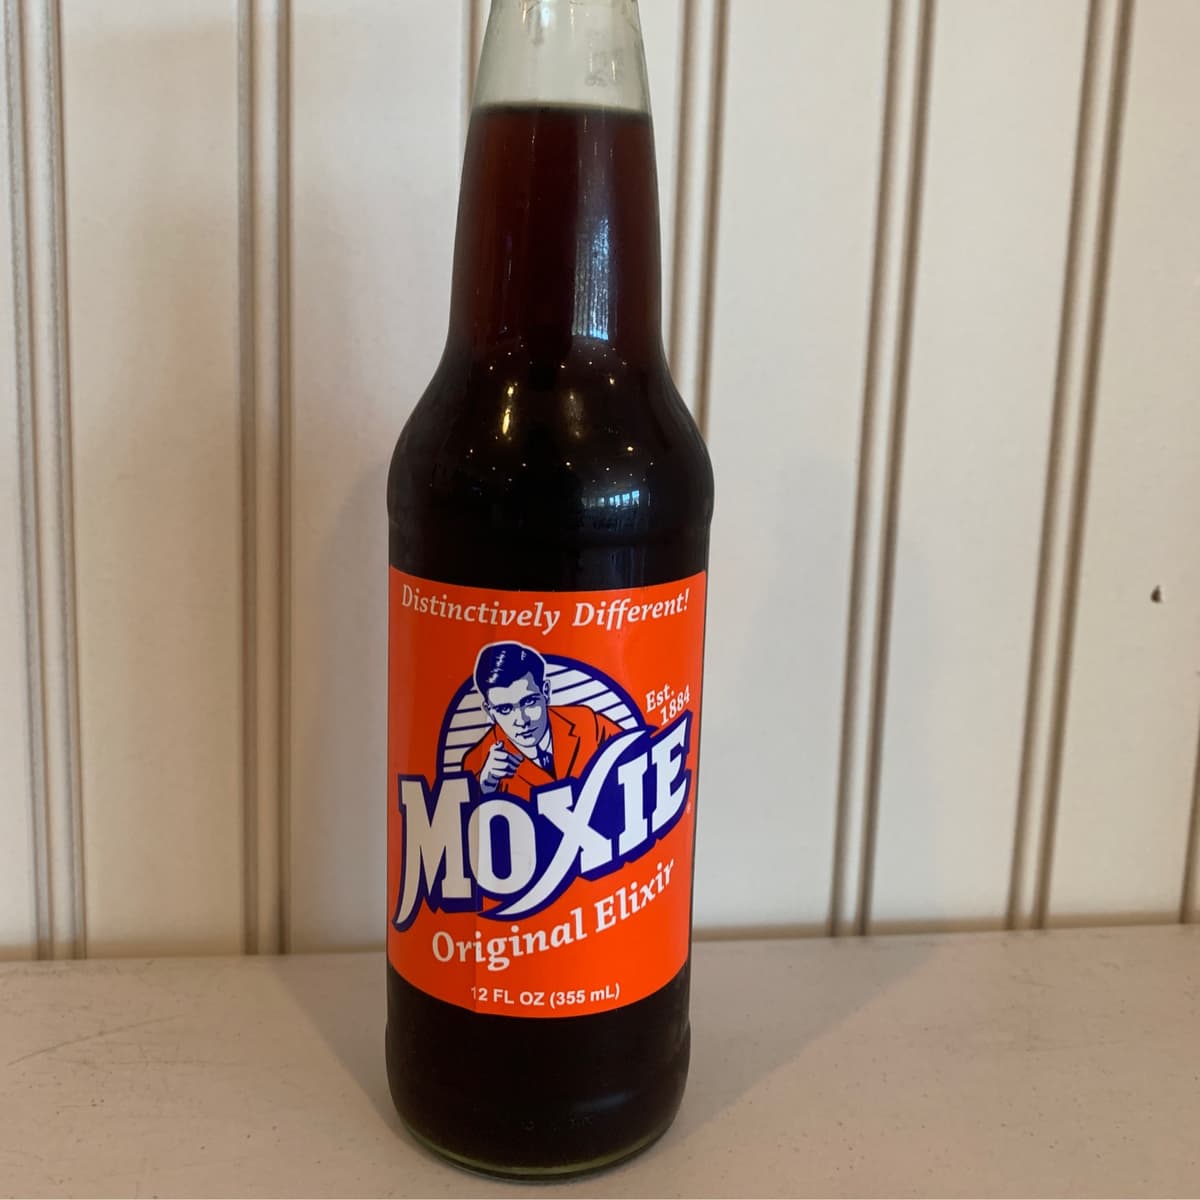 Distinctively Different!
Est.
1884
MOXIE
Original Elixir
12 FL OZ (355 mL)